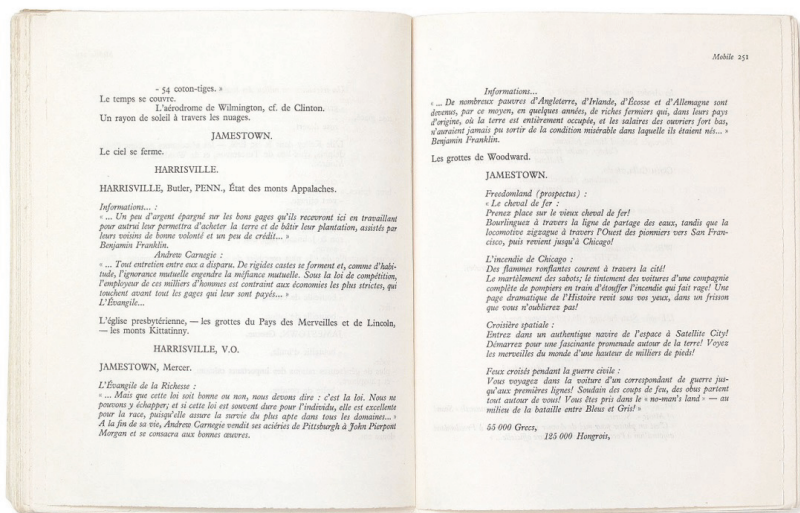 - 54 coton-tiges. »
Le temps se couvre.
L'aérodrome de Wilmington, cf. de Clinton.
Un rayon de soleil à travers les nuages.
JAMESTOWN.
Le ciel se ferme.
HARRISVILLE.
HARRISVILLE, Butler, PENN., État des monts Appalaches.
Informations... :
« ... Un peu d'argent épargné sur les bons gages qu'ils recevront ici en travaillant
pour autrui leur permettra d'acheter la terre et de bâtir leur plantation, assistés par
leurs voisins de bonne volonté et un peu de crédit... »
Benjamin Franklin.
Andrew Carnegie :
« ... Tout entretien entre eux a disparu. De rigides castes se forment et, comme d'habi-
tude, l'ignorance mutuelle engendre la méfiance mutuelle. Sous la loi de compétition,
l'employeur de ces milliers d'hommes est contraint aux économies les plus strictes, qui
touchent avant tout les gages qui leur sont payés... »
L'Évangile...
L'église presbytérienne, — les grottes du Pays des Merveilles et de Lincoln,
— les monts Kittatinny.
HARRISVILLE, V.O.
JAMESTOWN, Mercer.
L'Évangile de la Richesse :
« ... Mais que cette loi soit bonne ou non, nous devons dire : c'est la loi. Nous ne
pouvons y échapper; et si cette loi est souvent dure pour l'individu, elle est excellente
pour la race, puisqu'elle assure la survie du plus apte dans tous les domaines... »
A la fin de sa vie, Andrew Carnegie vendit ses aciéries de Pittsburgh à John Pierpont
Morgan et se consacra aux bonnes œuvres.
Mobile 251
Informations...
« ... De nombreux pauvres d'Angleterre, d'Irlande, d'Écosse et d'Allemagne sont
devenus, par ce moyen, en quelques années, de riches fermiers qui, dans leurs pays
d'origine, où la terre est entièrement occupée, et les salaires des ouvriers fort bas,
n'auraient jamais pu sortir de la condition misérable dans laquelle ils étaient nés... »
Benjamin Franklin.
Les grottes de Woodward.
JAMESTOWN.
Freedomland (prospectus) :
« Le cheval de fer :
Prenez place sur le vieux cheval de fer!
Bourlinguez à travers la ligne de partage des eaux, tandis que la
locomotive zigzague à travers l'Ouest des pionniers vers San Fran-
cisco, puis revient jusqu'à Chicago!
L'incendie de Chicago :
Des flammes ronflantes courent à travers la cité!
Le martèlement des sabots; le tintement des voitures d'une compagnie
complète de pompiers en train d'étouffer l'incendie qui fait rage! Une
page dramatique de l'Histoire revit sous vos yeux, dans un frisson
que vous n'oublierez pas!
Croisière spatiale :
Entrez dans un authentique navire de l'espace à Satellite City!
Démarrez pour une fascinante promenade autour de la terre! Voyez
les merveilles du monde d'une hauteur de milliers de pieds!
Feux croisés pendant la guerre civile :
Vous voyagez dans la voiture d'un correspondant de guerre jus-
qu'aux premières lignes! Soudain des coups de feu, des obus partent
tout autour de vous! Vous êtes pris dans le « no-man's land » — au
milieu de la bataille entre Bleus et Gris! »
55 000 Grecs,
125 000 Hongrois,